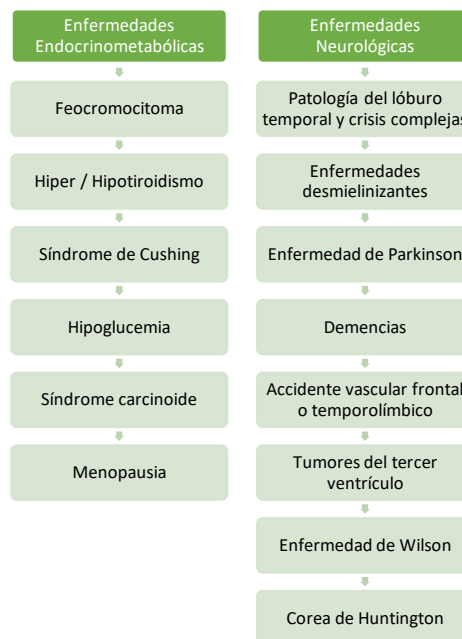 Enfermedades
Endocrinometabólicas
Feocromocitoma
Hiper / Hipotiroidismo
Síndrome de Cushing
Hipoglucemia
Síndrome carcinoide
Menopausia
Enfermedades
Neurológicas
Patología del lóburo
temporal y crisis complejas
Enfermedades
desmielinizantes
Enfermedad de Parkinson
Demencias
Accidente vascular frontal
o temporolímbico
Tumores del tercer
ventrículo
Enfermedad de Wilson
Corea de Huntington